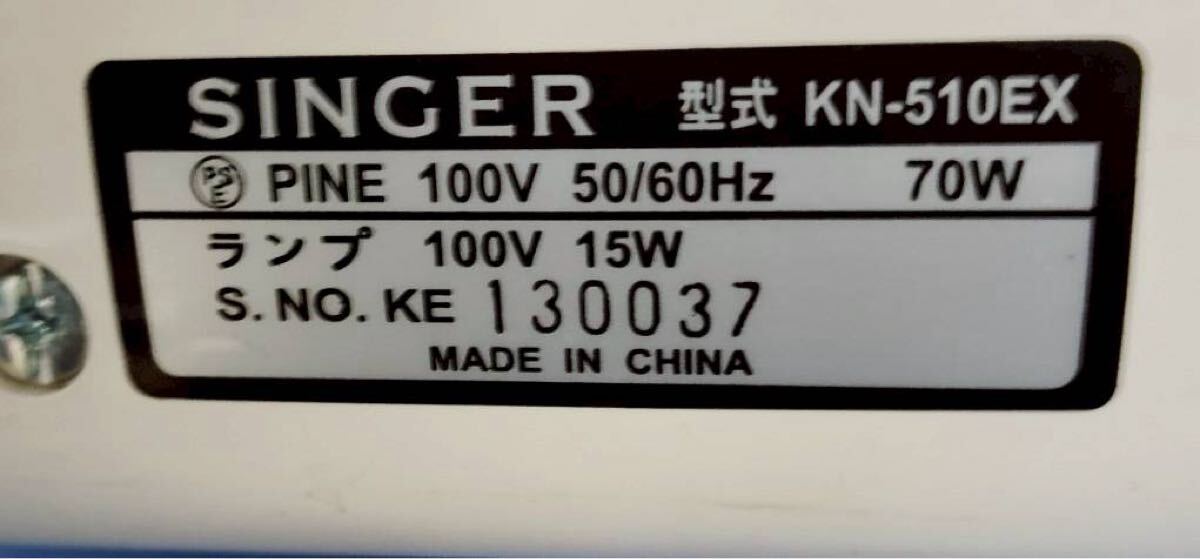 SINGER 型式 KN-510EX
PSE PINE 100V 50/60Hz 70W
ランプ 100V 15W
S. NO. KE 130037
MADE IN CHINA